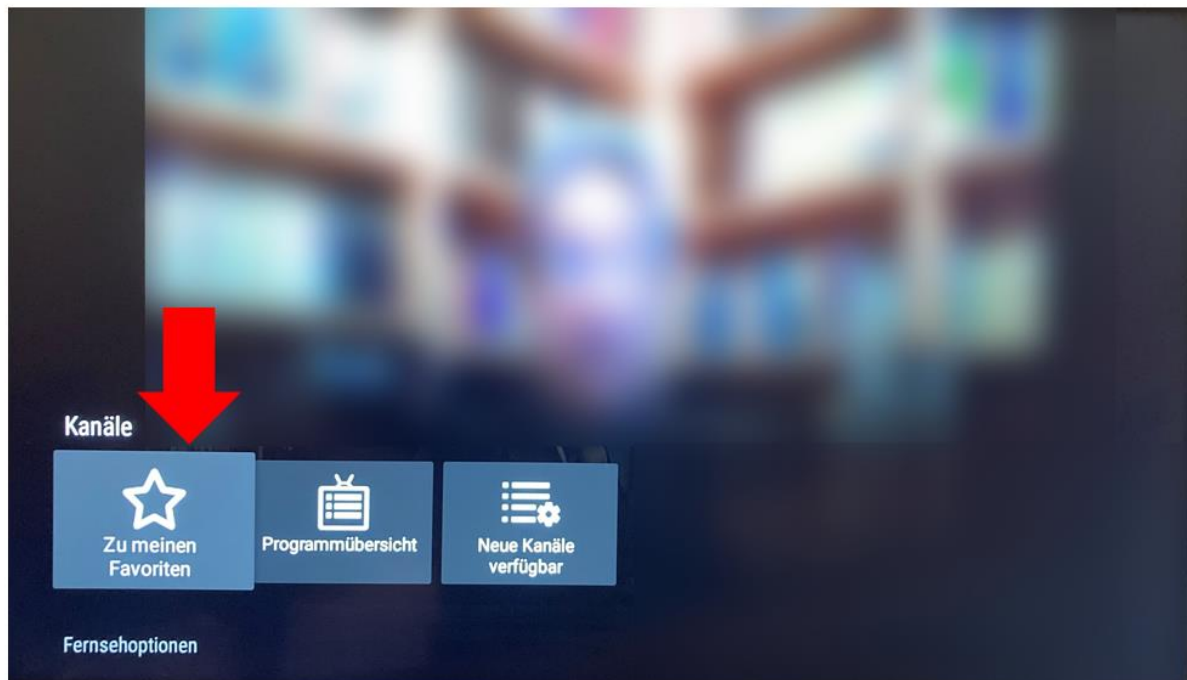 Kanäle
Zu meinen
Favoriten
Programmübersicht
Neue Kanäle
verfügbar
Fernsehoptionen